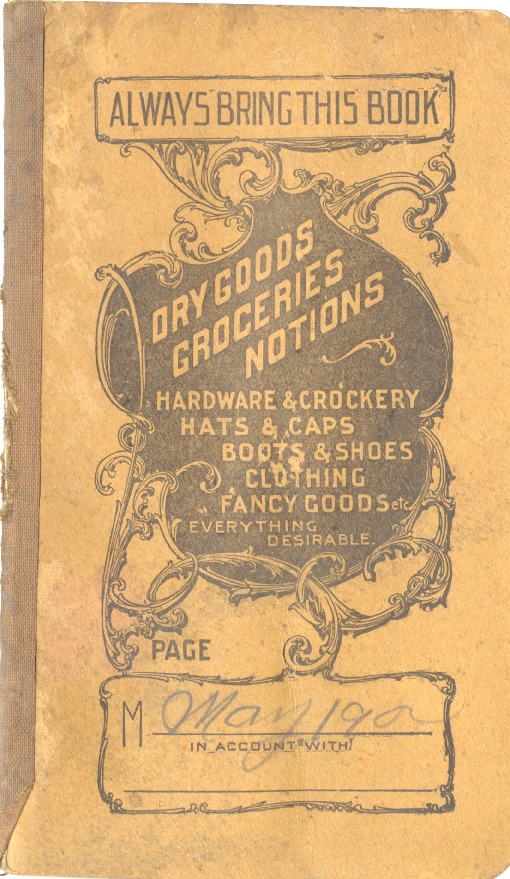 ALWAYS BRING THIS BOOK
DRY GOODS
GROCERIES
NOTIONS
HARDWARE & CROCKERY
HATS & CAPS
BOOTS & SHOES
CLOTHING
FANCY GOODS etc.
EVERYTHING
DESIRABLE.
PAGE
M May 190
IN ACCOUNT WITH